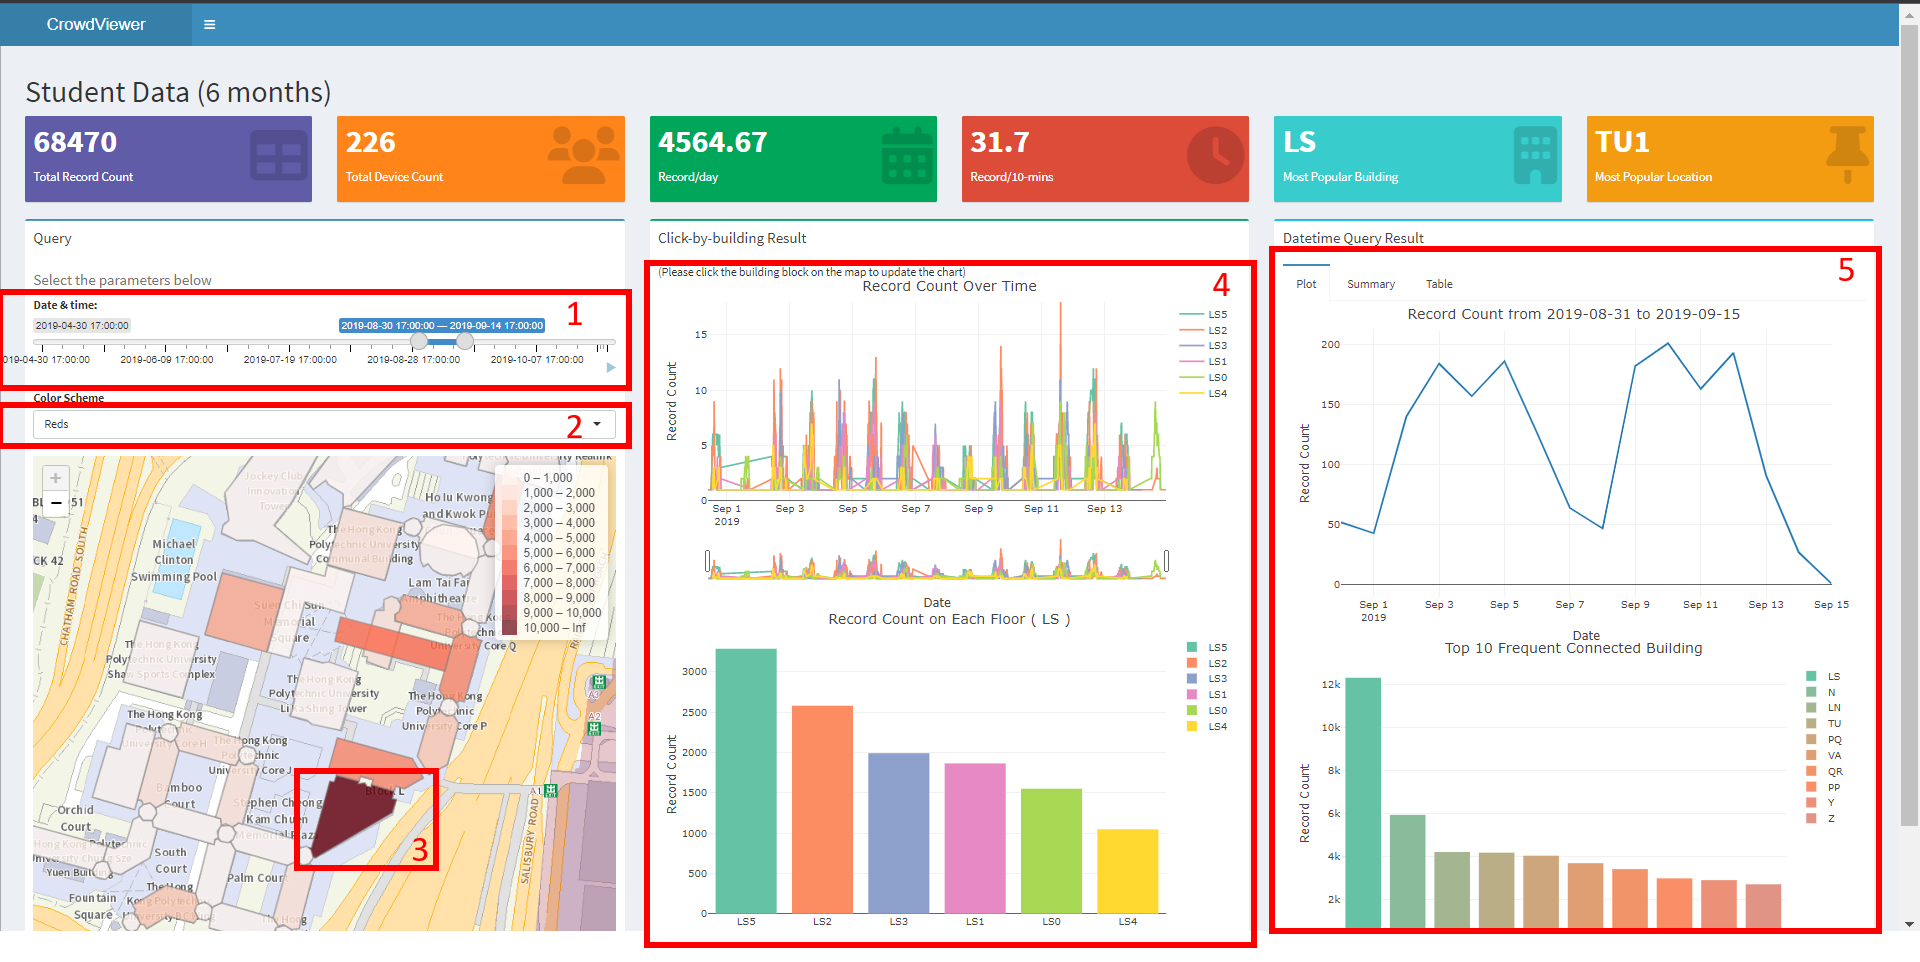 CrowdViewer
Student Data (6 months)
68470
Total Record Count
226
Total Device Count
4564.67
Record/day
31.7
Record/10-mins
LS
Most Popular Building
TU1
Most Popular Location
Query
Select the parameters below
Date & time:
1
2019-04-30 17:00:00
2019-08-30 17:00:00 — 2019-09-14 17:00:00
019-04-30 17:00:00 2019-06-09 17:00:00 2019-07-19 17:00:00 2019-08-28 17:00:00 2019-10-07 17:00:00
Color Scheme
Reds
2
+
−
0 – 1,000
1,000 – 2,000
2,000 – 3,000
3,000 – 4,000
4,000 – 5,000
5,000 – 6,000
6,000 – 7,000
7,000 – 8,000
8,000 – 9,000
9,000 – 10,000
10,000 – Inf
Jockey Club
Innovation
Tower
Ho Iu Kwong
and Kwok Pu
The Hong Kong
Polytechnic University
Communal Building
Michael
Clinton
Swimming Pool
CK 42
CHATHAM ROAD SOUTH
Lam Tai Fai
Amphitheatre
Suen Chi Sun
Memorial
Square
University Core Q
The Hong Kong
Polytechnic University
Shaw Sports Complex
The Hong Kong
Polytechnic University
Li Ka Shing Tower
The Hong Kong
Polytechnic
University Core P
A3
A2
The Hong Kong
Polytechnic
University Core H
The Hong Kong
Polytechnic
University Core J
Block L
A1
Bamboo
Court
Stephen Cheong
Kam Chuen
Memorial Plaza
Orchid
Court
3
SALISBURY ROAD
Hong Kong Polytechnic
University Chung Sze
Yuen Building
South
Court
Palm Court
Fountain
Square
The Hong
Kong Polytechnic
Hong
Click-by-building Result
(Please click the building block on the map to update the chart)
4
Record Count Over Time
Record Count
15
10
5
0
Sep 1
2019
Sep 3
Sep 5
Sep 7
Sep 9
Sep 11
Sep 13
LS5
LS2
LS3
LS1
LS0
LS4
Date
Record Count on Each Floor ( LS )
Record Count
3000
2500
2000
1500
1000
500
0
LS5 LS2 LS3 LS1 LS0 LS4
LS5
LS2
LS3
LS1
LS0
LS4
Datetime Query Result
5
Plot Summary Table
Record Count from 2019-08-31 to 2019-09-15
Record Count
200
150
100
50
0
Sep 1
2019
Sep 3
Sep 5
Sep 7
Sep 9
Sep 11
Sep 13
Sep 15
Date
Top 10 Frequent Connected Building
Record Count
12k
10k
8k
6k
4k
2k
LS
N
LN
TU
PQ
VA
QR
PP
Y
Z